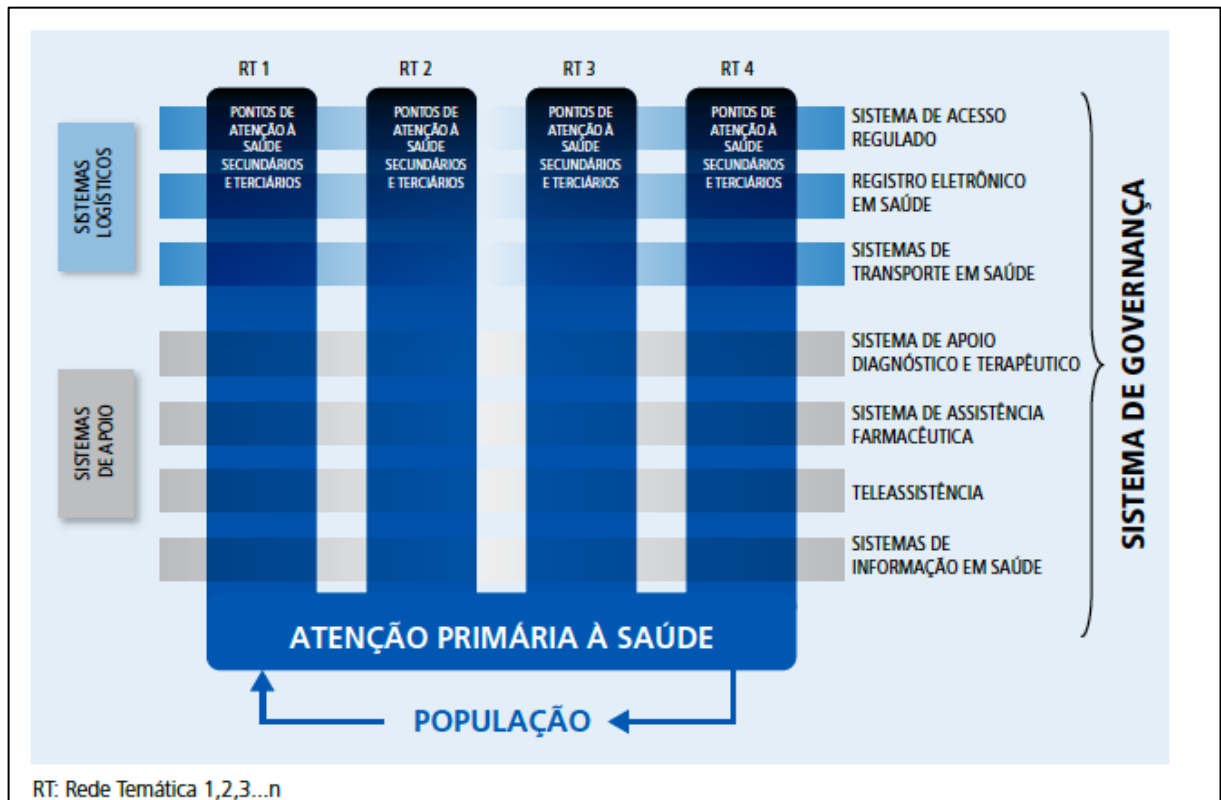 RT 1
RT 2
RT 3
RT 4
PONTOS DE
ATENÇÃO À
SAÚDE
SECUNDÁRIOS
E TERCIÁRIOS
PONTOS DE
ATENÇÃO À
SAÚDE
SECUNDÁRIOS
E TERCIÁRIOS
PONTOS DE
ATENÇÃO À
SAÚDE
SECUNDÁRIOS
E TERCIÁRIOS
PONTOS DE
ATENÇÃO À
SAÚDE
SECUNDÁRIOS
E TERCIÁRIOS
SISTEMAS
LOGÍSTICOS
SISTEMA DE ACESSO
REGULADO
REGISTRO ELETRÔNICO
EM SAÚDE
SISTEMAS DE
TRANSPORTE EM SAÚDE
SISTEMAS
DE APOIO
SISTEMA DE APOIO
DIAGNÓSTICO E TERAPÊUTICO
SISTEMA DE ASSISTÊNCIA
FARMACÊUTICA
TELEASSISTÊNCIA
SISTEMAS DE
INFORMAÇÃO EM SAÚDE
SISTEMA DE GOVERNANÇA
ATENÇÃO PRIMÁRIA À SAÚDE
POPULAÇÃO
RT: Rede Temática 1,2,3...n